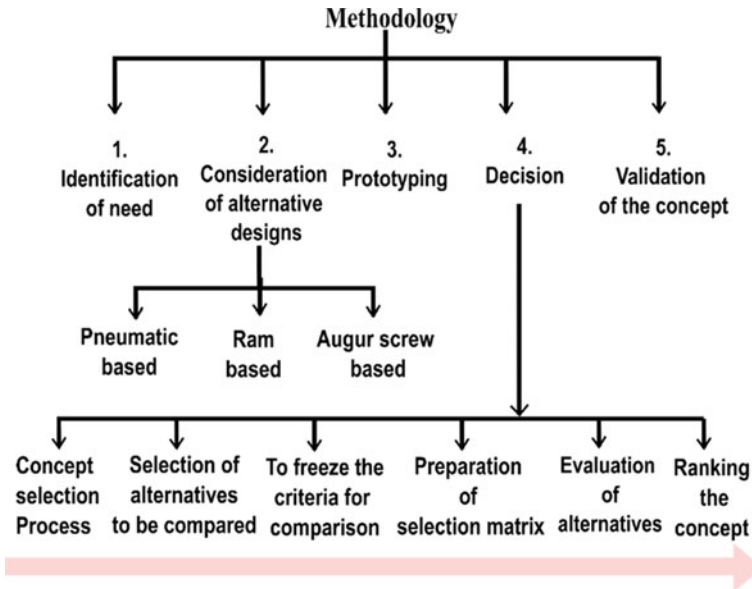 Methodology
1.
Identification
of need
2.
Consideration
of alternative
designs
3.
Prototyping
4.
Decision
5.
Validation
of the concept
Pneumatic
based
Ram
based
Augur screw
based
Concept
selection
Process
Selection of
alternatives
to be compared
To freeze the
criteria for
comparison
Preparation
of
selection matrix
Evaluation
of
alternatives
Ranking
the
concept